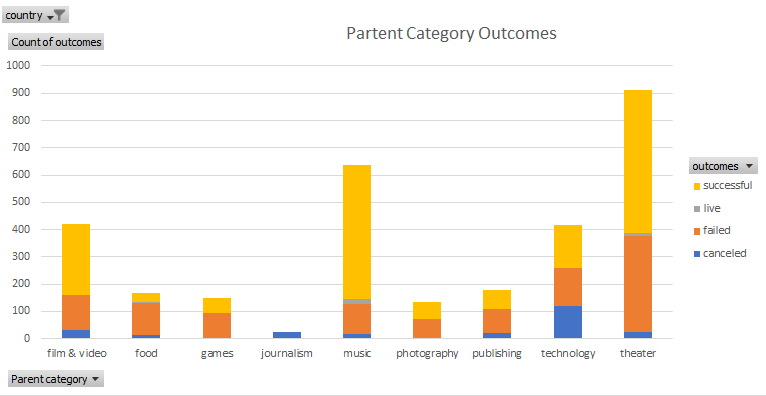 country
Partent Category Outcomes
Count of outcomes
1000
900
800
700
600
500
400
300
200
100
0
film & video food games journalism music photography publishing technology theater
outcomes
successful
live
failed
canceled
Parent category